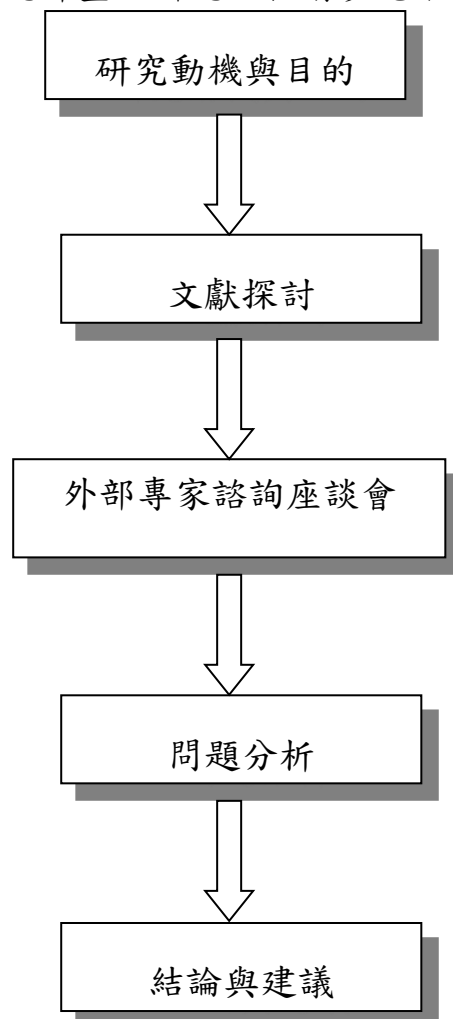 研究動機與目的
文獻探討
外部專家諮詢座談會
問題分析
結論與建議